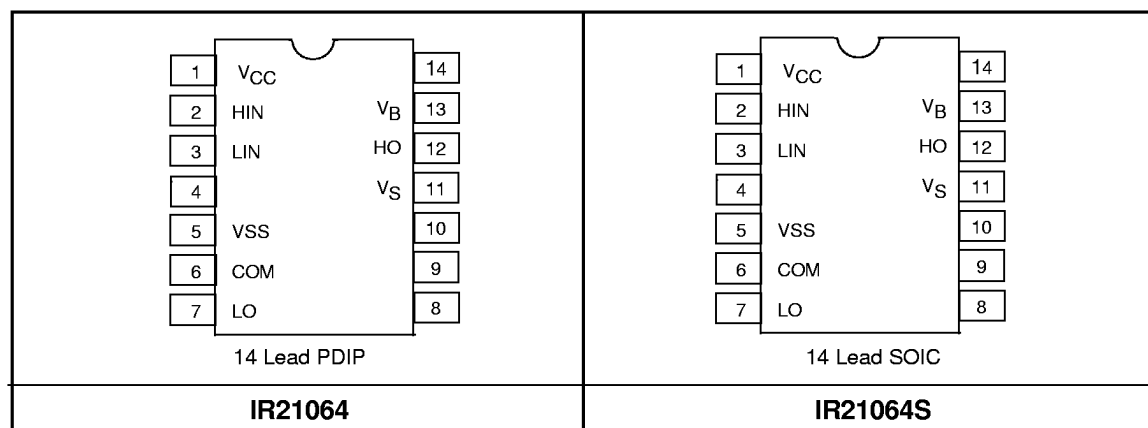 1 VCC 14
2 HIN VB 13
3 LIN HO 12
4 VS 11
5 VSS 10
6 COM 9
7 LO 8
14 Lead PDIP
IR21064
1 VCC 14
2 HIN VB 13
3 LIN HO 12
4 VS 11
5 VSS 10
6 COM 9
7 LO 8
14 Lead SOIC
IR21064S